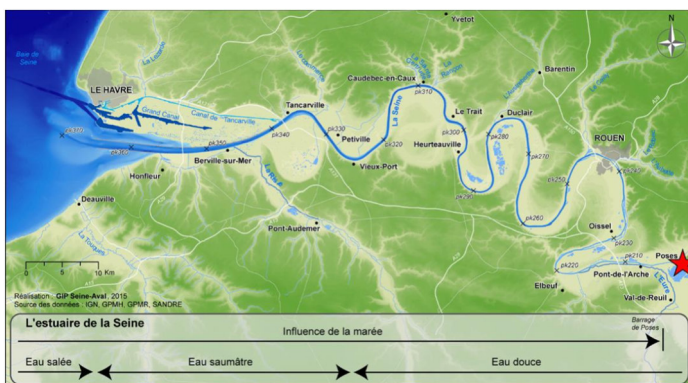 N
Yvetot
Baie de
Seine
La Lézarde
Barentin
Caudebec-en-Caux
pk310
LE HAVRE
Grand Canal
Canal de Tancarville
Tancarville
Le Trait
Duclair
La Seine
pk370
pk340
pk330
Petiville
pk300
pk280
ROUEN
pk360
pk350
Berville-sur-Mer
pk320
Heurteauville
pk270
Vieux-Port
Honfleur
pk290
pk250
Deauville
La Risle
pk260
Oissel
Pont-Audemer
pk230
La Touques
pk210
Poses
0 5 10 Km
pk220
Pont-de-l'Arche
L'Eure
Elbeuf
Val-de-Reuil
Réalisation : GIP Seine-Aval, 2015
Source des données : IGN, GPMH, GPMR, SANDRE
L'estuaire de la Seine
Barrage
de Poses
Influence de la marée
Eau salée
Eau saumâtre
Eau douce